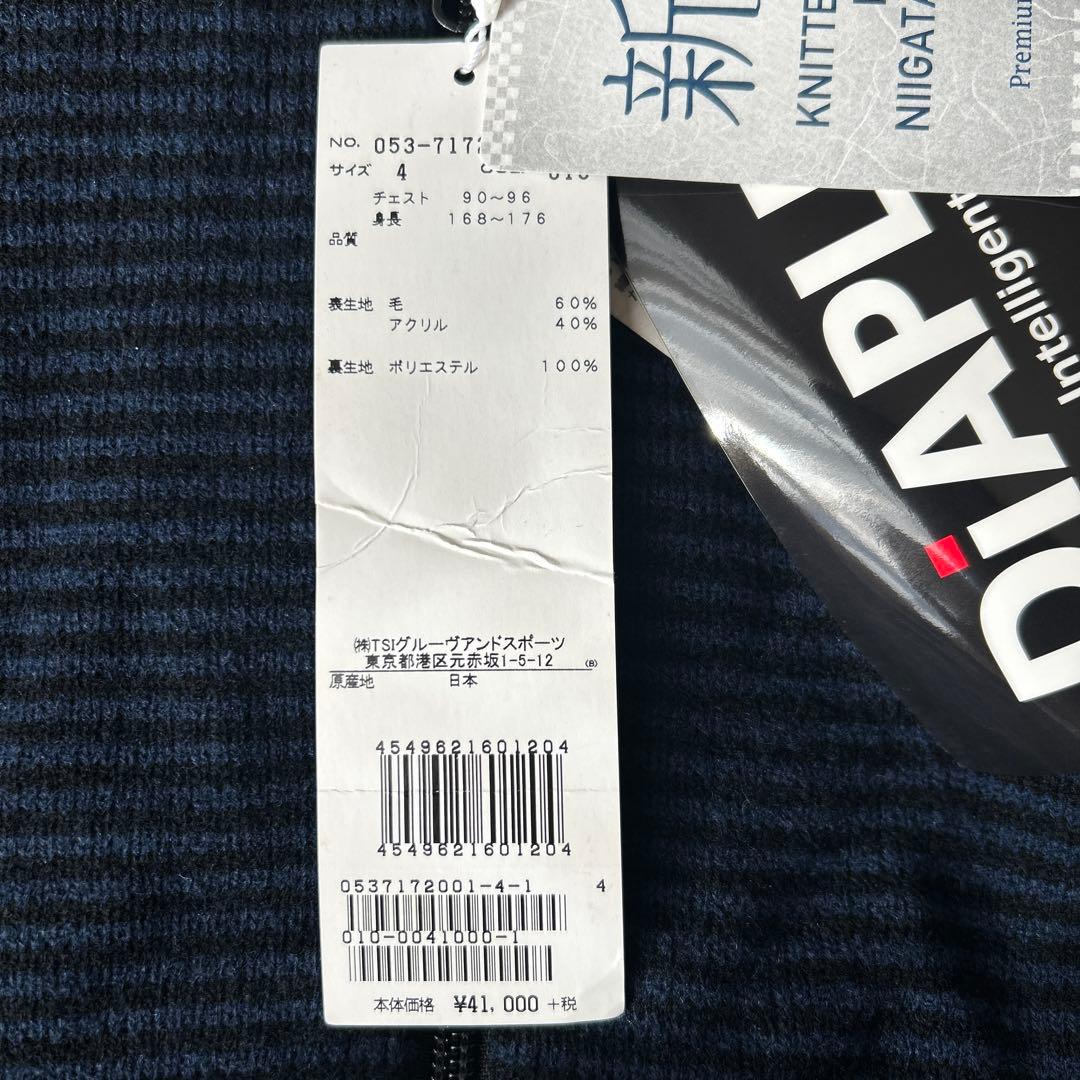 新
KNITTE
NIIGATA
Premium
DiAPL
Intelligent
NO. 053-7172
サイズ 4
チェスト 90～96
身長 168～176
品質
表生地 毛 60%
アクリル 40%
裏生地 ポリエステル 100%
㈱TSIグルーヴアンドスポーツ
東京都港区元赤坂1-5-12 (B)
原産地 日本
4549621601204
4549621601204
0537172001-4-1 4
010-0041000-1
本体価格 ¥41,000 +税